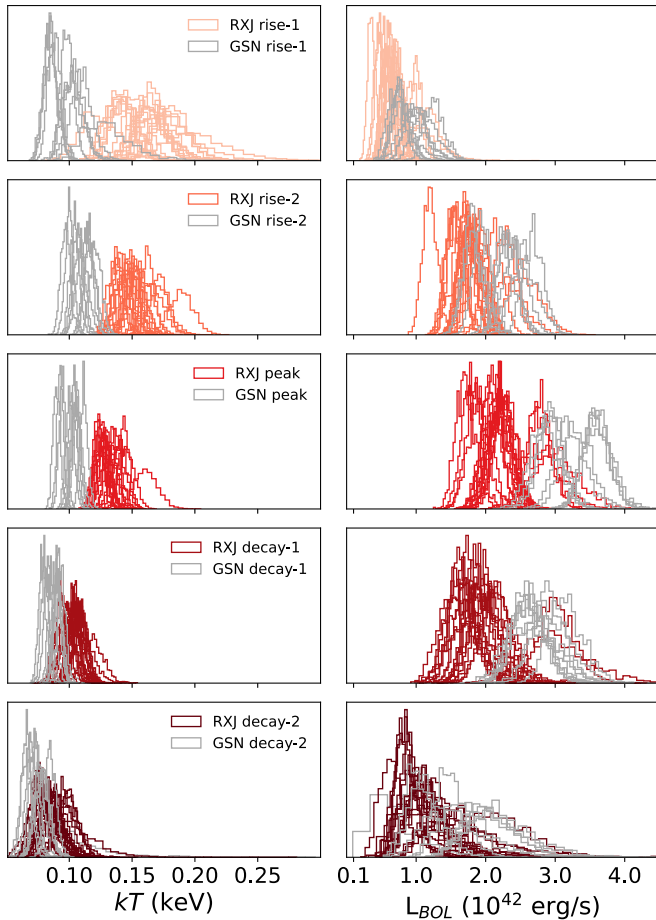 RXJ rise-1
GSN rise-1
RXJ rise-2
GSN rise-2
RXJ peak
GSN peak
RXJ decay-1
GSN decay-1
RXJ decay-2
GSN decay-2
0.10 0.15 0.20 0.25
kT (keV)
0.1 1.0 2.0 3.0 4.0
L_BOL (10^42 erg/s)